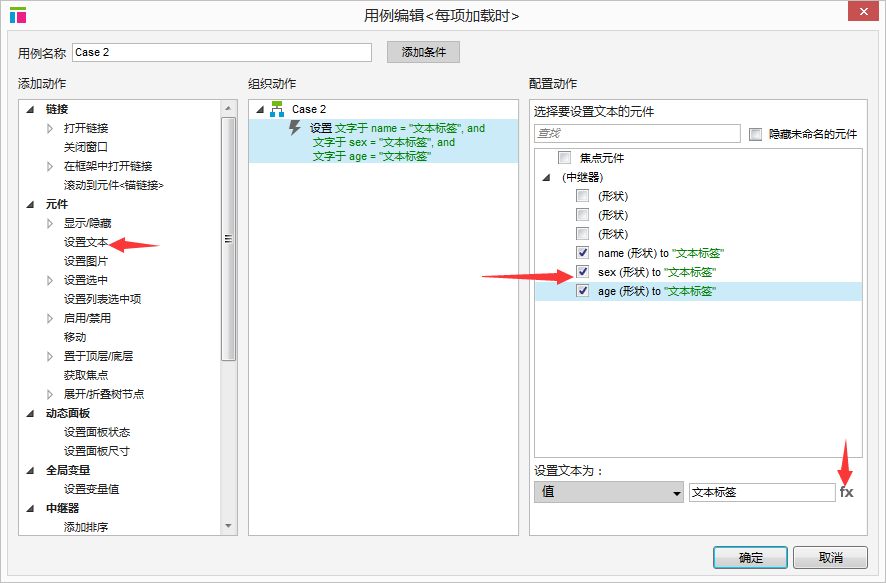 用例编辑<每项加载时>
用例名称 Case 2 添加条件
添加动作
链接
打开链接
关闭窗口
在框架中打开链接
滚动到元件<锚链接>
元件
显示/隐藏
设置文本
设置图片
设置选中
设置列表选中项
启用/禁用
移动
置于顶层/底层
获取焦点
展开/折叠树节点
动态面板
设置面板状态
设置面板尺寸
全局变量
设置变量值
中继器
添加排序
组织动作
Case 2
设置 文字于 name = "文本标签", and
文字于 sex = "文本标签", and
文字于 age = "文本标签"
配置动作
选择要设置文本的元件
查找 隐藏未命名的元件
焦点元件
(中继器)
(形状)
(形状)
(形状)
name (形状) to "文本标签"
sex (形状) to "文本标签"
age (形状) to "文本标签"
设置文本为：
值 文本标签 fx
确定 取消